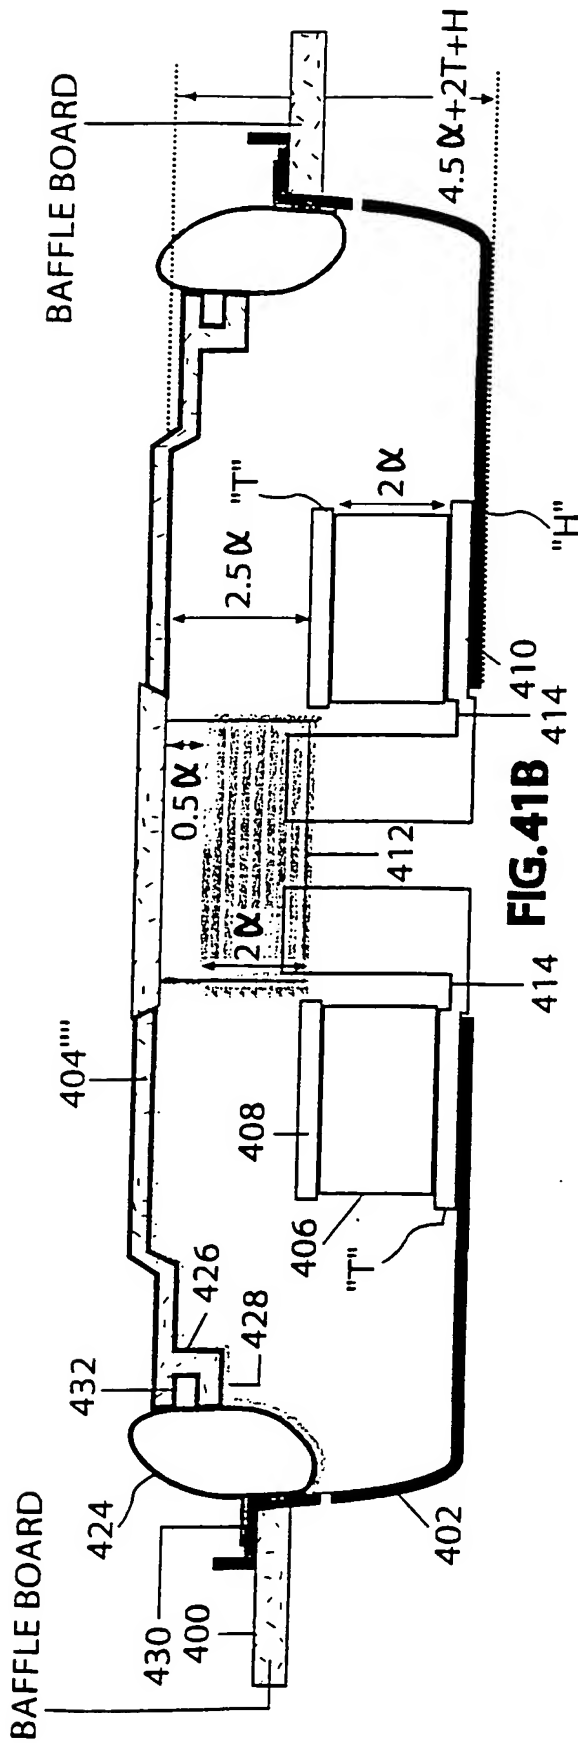 BAFFLE BOARD
430
400
424
432
426
428
402
404""
"T"
406
408
2α
0.5α
412
414
FIG.41B
414
410
2.5α
"T"
2α
"H"
BAFFLE BOARD
4.5α+2T+H